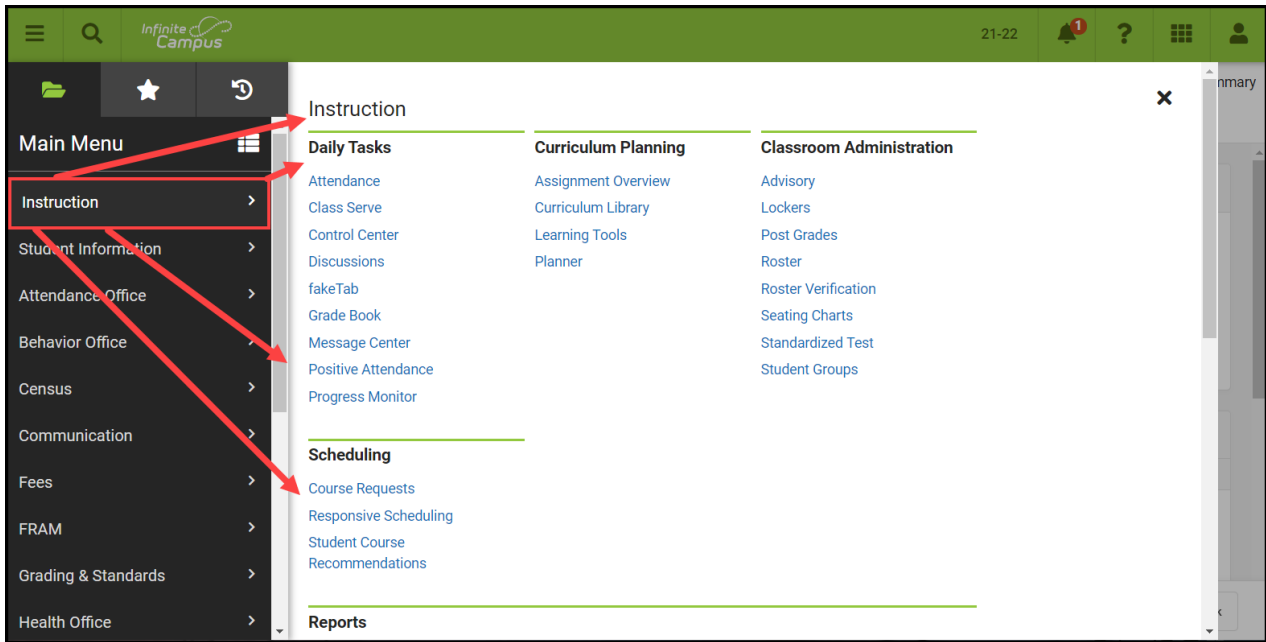 Infinite
Campus
21-22
1
?
mmary
Main Menu
Instruction
Student Information
Attendance Office
Behavior Office
Census
Communication
Fees
FRAM
Grading & Standards
Health Office
Instruction
Daily Tasks
Attendance
Class Serve
Control Center
Discussions
fakeTab
Grade Book
Message Center
Positive Attendance
Progress Monitor
Curriculum Planning
Assignment Overview
Curriculum Library
Learning Tools
Planner
Classroom Administration
Advisory
Lockers
Post Grades
Roster
Roster Verification
Seating Charts
Standardized Test
Student Groups
Scheduling
Course Requests
Responsive Scheduling
Student Course
Recommendations
Reports